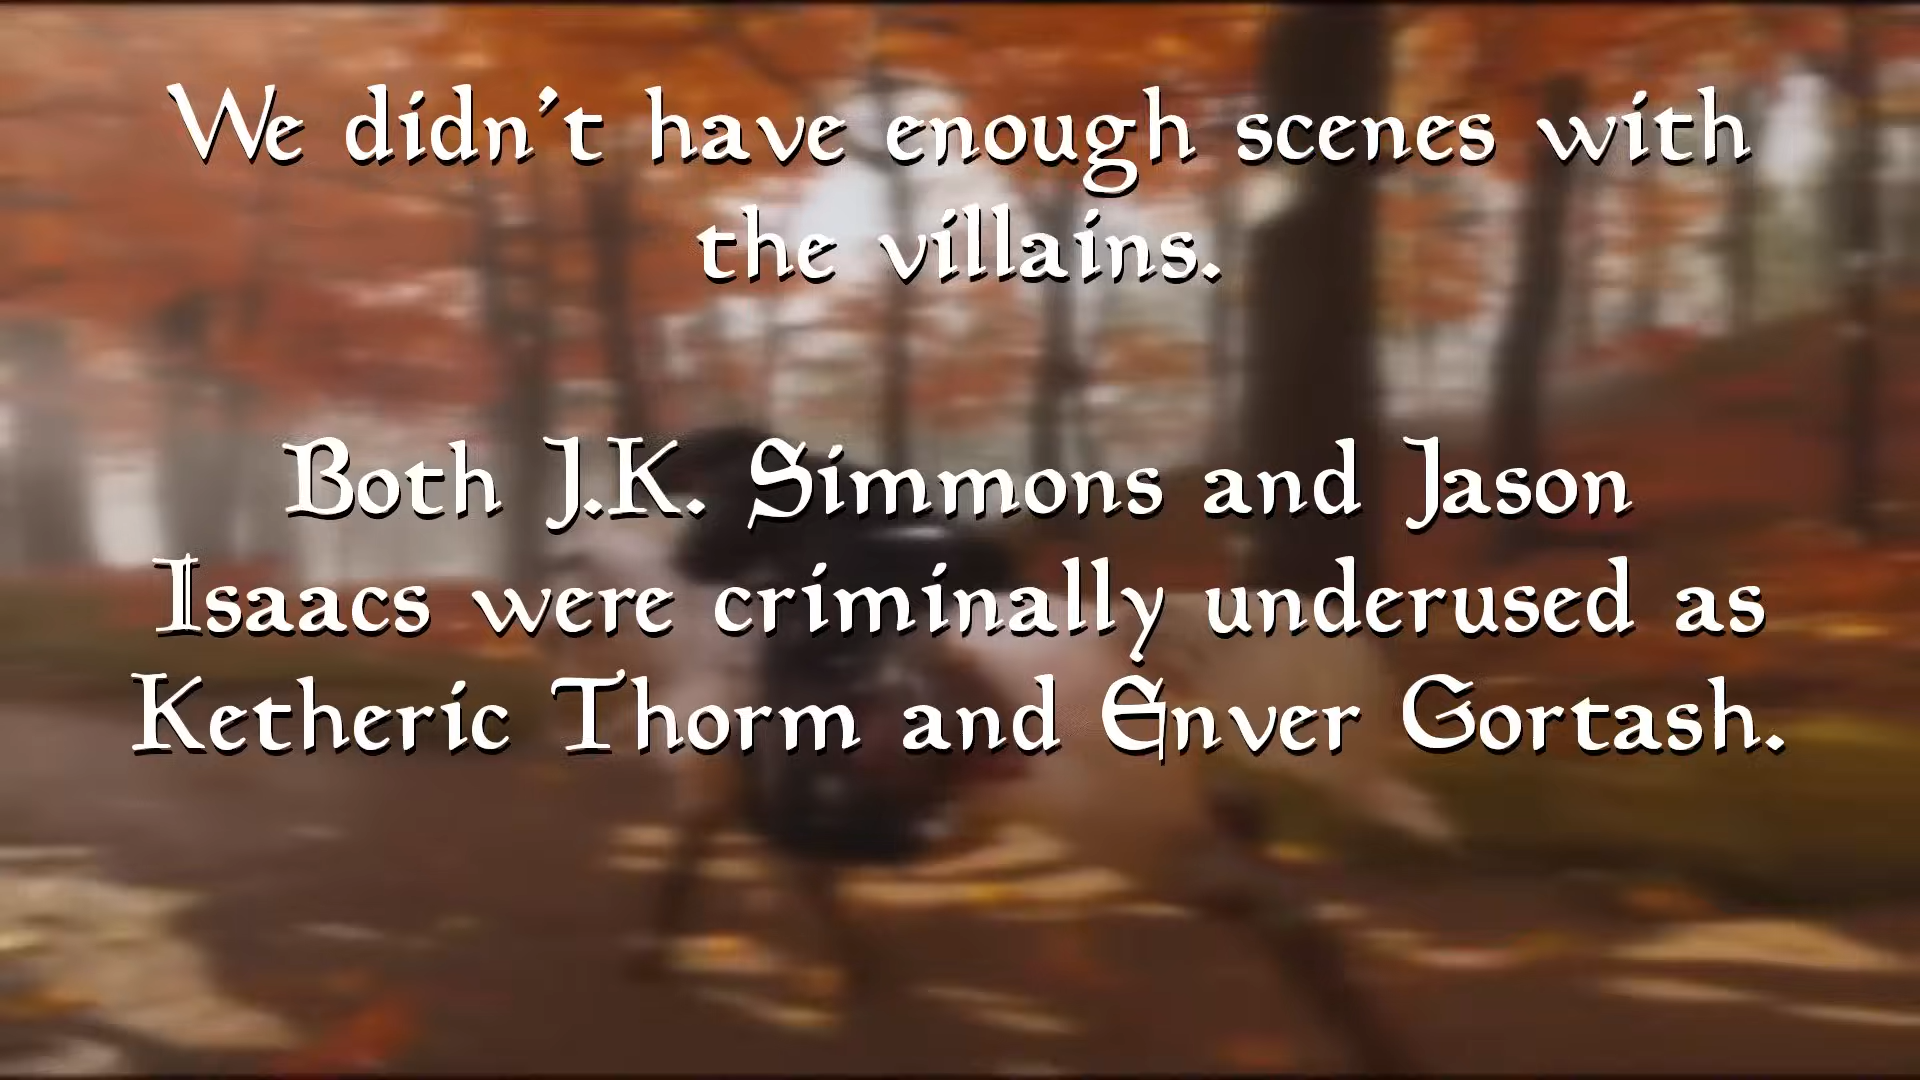 We didn't have enough scenes with
the villains.
Both J.K. Simmons and Jason
Isaacs were criminally underused as
Ketheric Thorm and Enver Gortash.